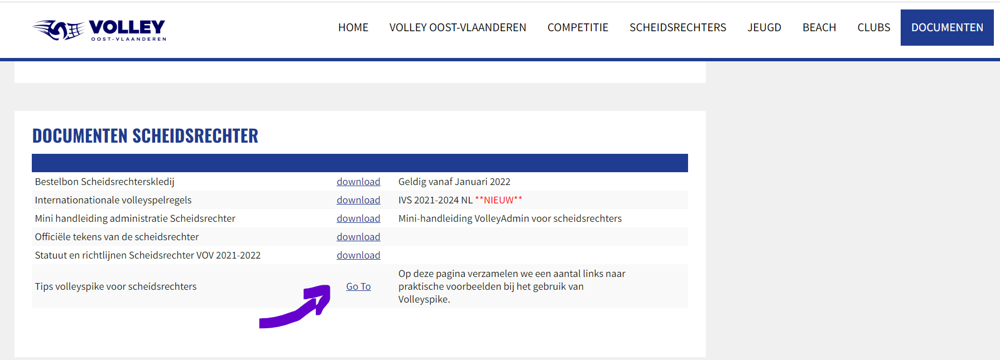 VOLLEY
OOST-VLAANDEREN
HOME VOLLEY OOST-VLAANDEREN COMPETITIE SCHEIDSRECHTERS JEUGD BEACH CLUBS DOCUMENTEN
DOCUMENTEN SCHEIDSRECHTER
Bestelbon Scheidsrechterskledij download Geldig vanaf Januari 2022
Internationationale volleyspelregels download IVS 2021-2024 NL **NIEUW**
Mini handleiding administratie Scheidsrechter download Mini-handleiding VolleyAdmin voor scheidsrechters
Officiële tekens van de scheidsrechter download
Statuut en richtlijnen Scheidsrechter VOV 2021-2022 download
Tips volleyspike voor scheidsrechters Go To
Op deze pagina verzamelen we een aantal links naar
praktische voorbeelden bij het gebruik van
Volleyspike.